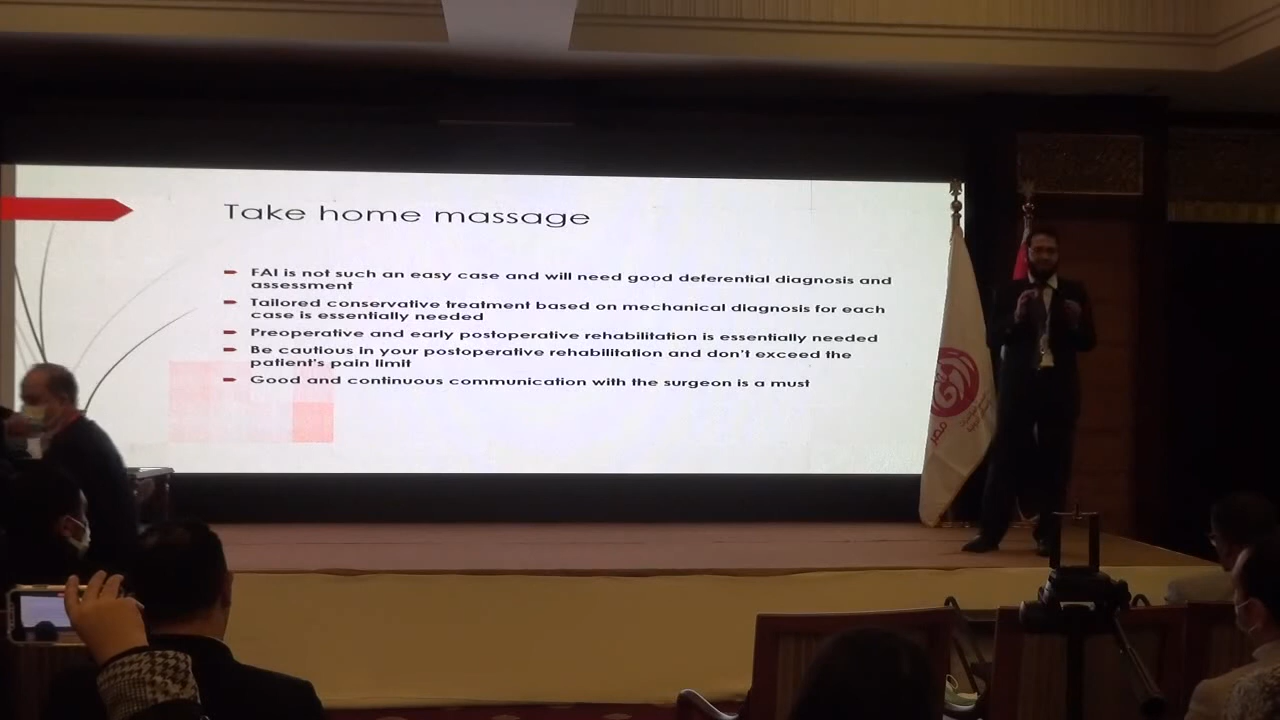 Take home massage
FAI is not such an easy case and will need good deferential diagnosis and
assessment
Tailored conservative treatment based on mechanical diagnosis for each
case is essentially needed
Preoperative and early postoperative rehabilitation is essentially needed
Be cautious in your postoperative rehabilitation and don't exceed the
patient's pain limit
Good and continuous communication with the surgeon is a must
مصر